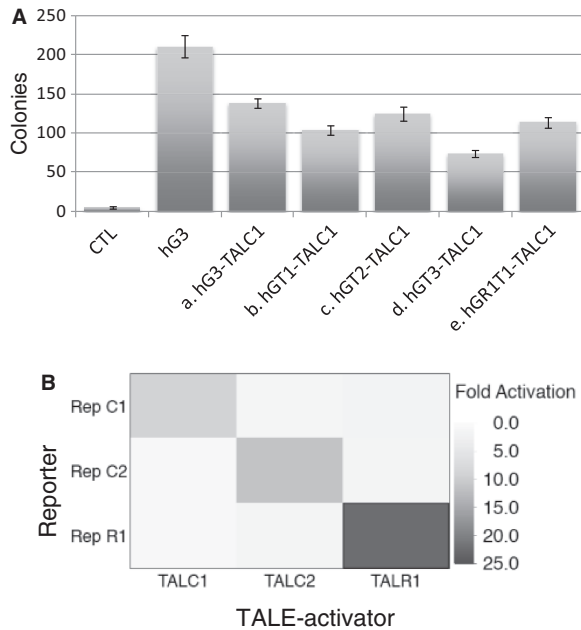 A
Colonies
250
200
150
100
50
0
CTL
hG3
a. hG3-TALC1
b. hGT1-TALC1
c. hGT2-TALC1
d. hGT3-TALC1
e. hGR1T1-TALC1
B
Reporter
Rep C1
Rep C2
Rep R1
TALC1 TALC2 TALR1
TALE-activator
Fold Activation
0.0
5.0
10.0
15.0
20.0
25.0